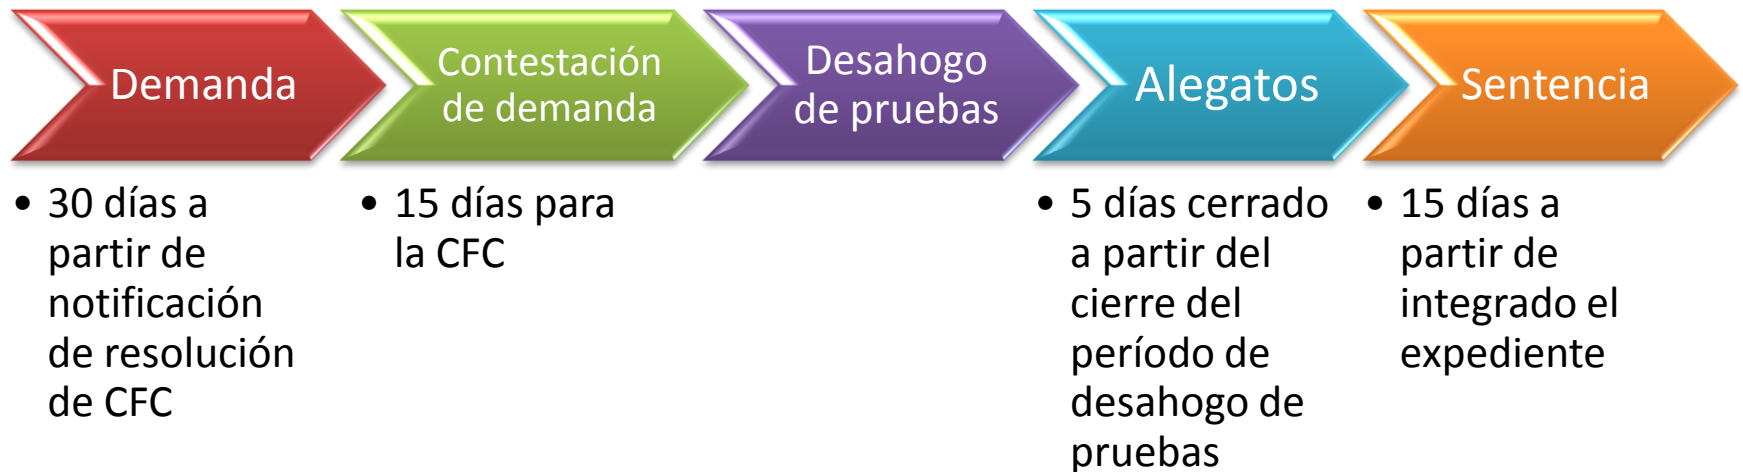 Demanda
Contestación
de demanda
Desahogo
de pruebas
Alegatos
Sentencia
• 30 días a
partir de
notificación
de resolución
de CFC
• 15 días para
la CFC
• 5 días cerrado
a partir del
cierre del
período de
desahogo de
pruebas
• 15 días a
partir de
integrado el
expediente